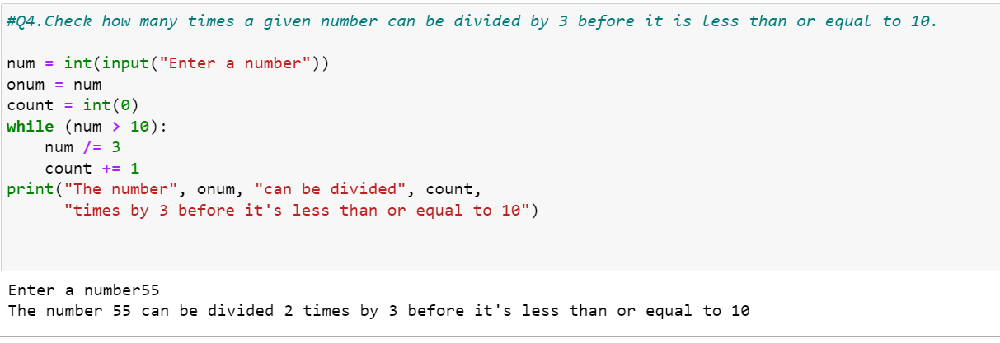 #Q4.Check how many times a given number can be divided by 3 before it is less than or equal to 10.
num = int(input("Enter a number"))
onum = num
count = int(0)
while (num > 10):
    num /= 3
    count += 1
print("The number", onum, "can be divided", count,
      "times by 3 before it's less than or equal to 10")
Enter a number55
The number 55 can be divided 2 times by 3 before it's less than or equal to 10